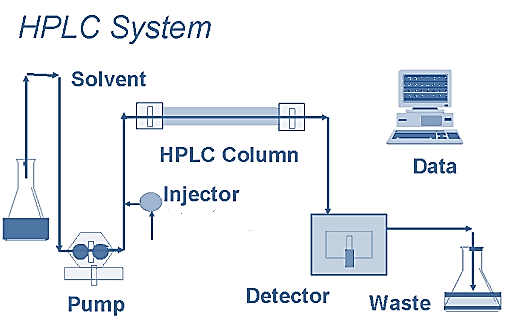 HPLC System
Solvent
HPLC Column
Data
Injector
Pump
Detector
Waste